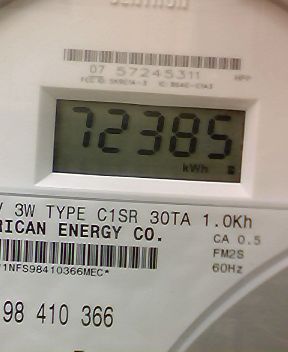 07 57245311
72385
kWh
V 3W TYPE C1SR 30TA 1.0Kh
RICAN ENERGY CO.
CA 0.5
FM2S
60Hz
1NFS98410366MEC*
98 410 366